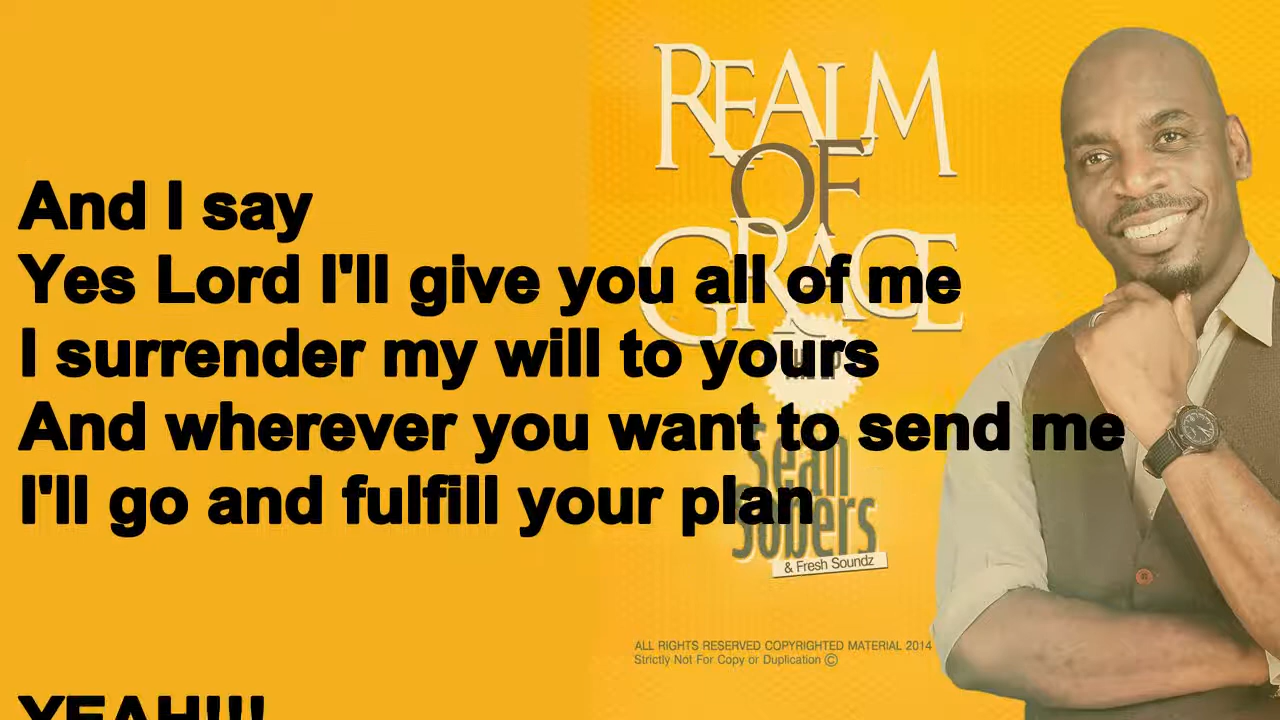 REALM
OF
GRACE
And I say
Yes Lord I'll give you all of me
I surrender my will to yours
And wherever you want to send me
I'll go and fulfill your plan
Sean
Sobers
& Fresh Soundz
ALL RIGHTS RESERVED COPYRIGHTED MATERIAL 2014
Strictly Not For Copy or Duplication ©
YEAH!!!